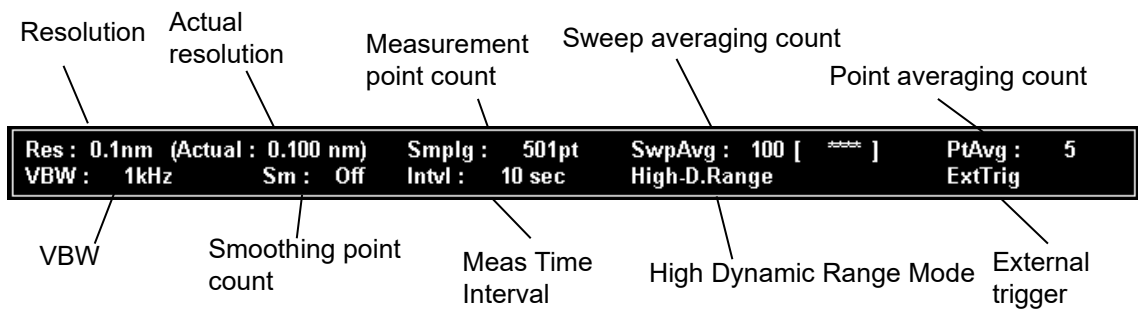 Resolution
Actual
resolution
Measurement
point count
Sweep averaging count
Point averaging count
Res : 0.1nm (Actual : 0.100 nm) Smplg : 501pt SwpAvg : 100 [ **** ] PtAvg : 5
VBW : 1kHz Sm : Off Intvl : 10 sec High-D.Range ExtTrig
VBW
Smoothing point
count
Meas Time
Interval
High Dynamic Range Mode
External
trigger